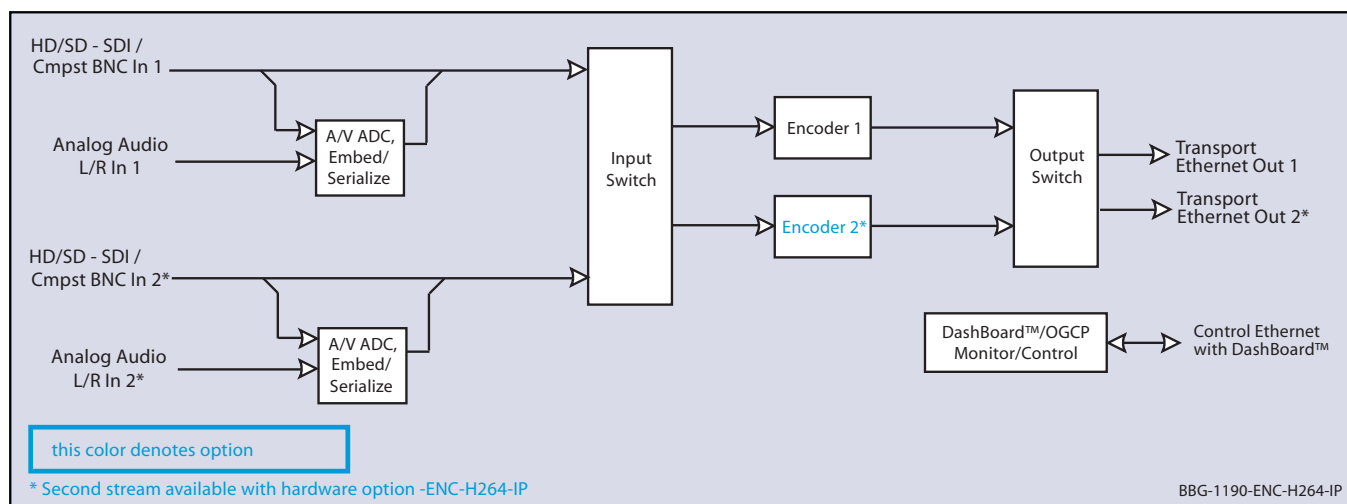 HD/SD - SDI /
Cmpst BNC In 1
Analog Audio
L/R In 1
A/V ADC,
Embed/
Serialize
HD/SD - SDI /
Cmpst BNC In 2*
Analog Audio
L/R In 2*
A/V ADC,
Embed/
Serialize
Input
Switch
Encoder 1
Encoder 2*
Output
Switch
Transport
Ethernet Out 1
Transport
Ethernet Out 2*
DashBoard™/OGCP
Monitor/Control
Control Ethernet
with DashBoard™
this color denotes option
* Second stream available with hardware option -ENC-H264-IP
BBG-1190-ENC-H264-IP